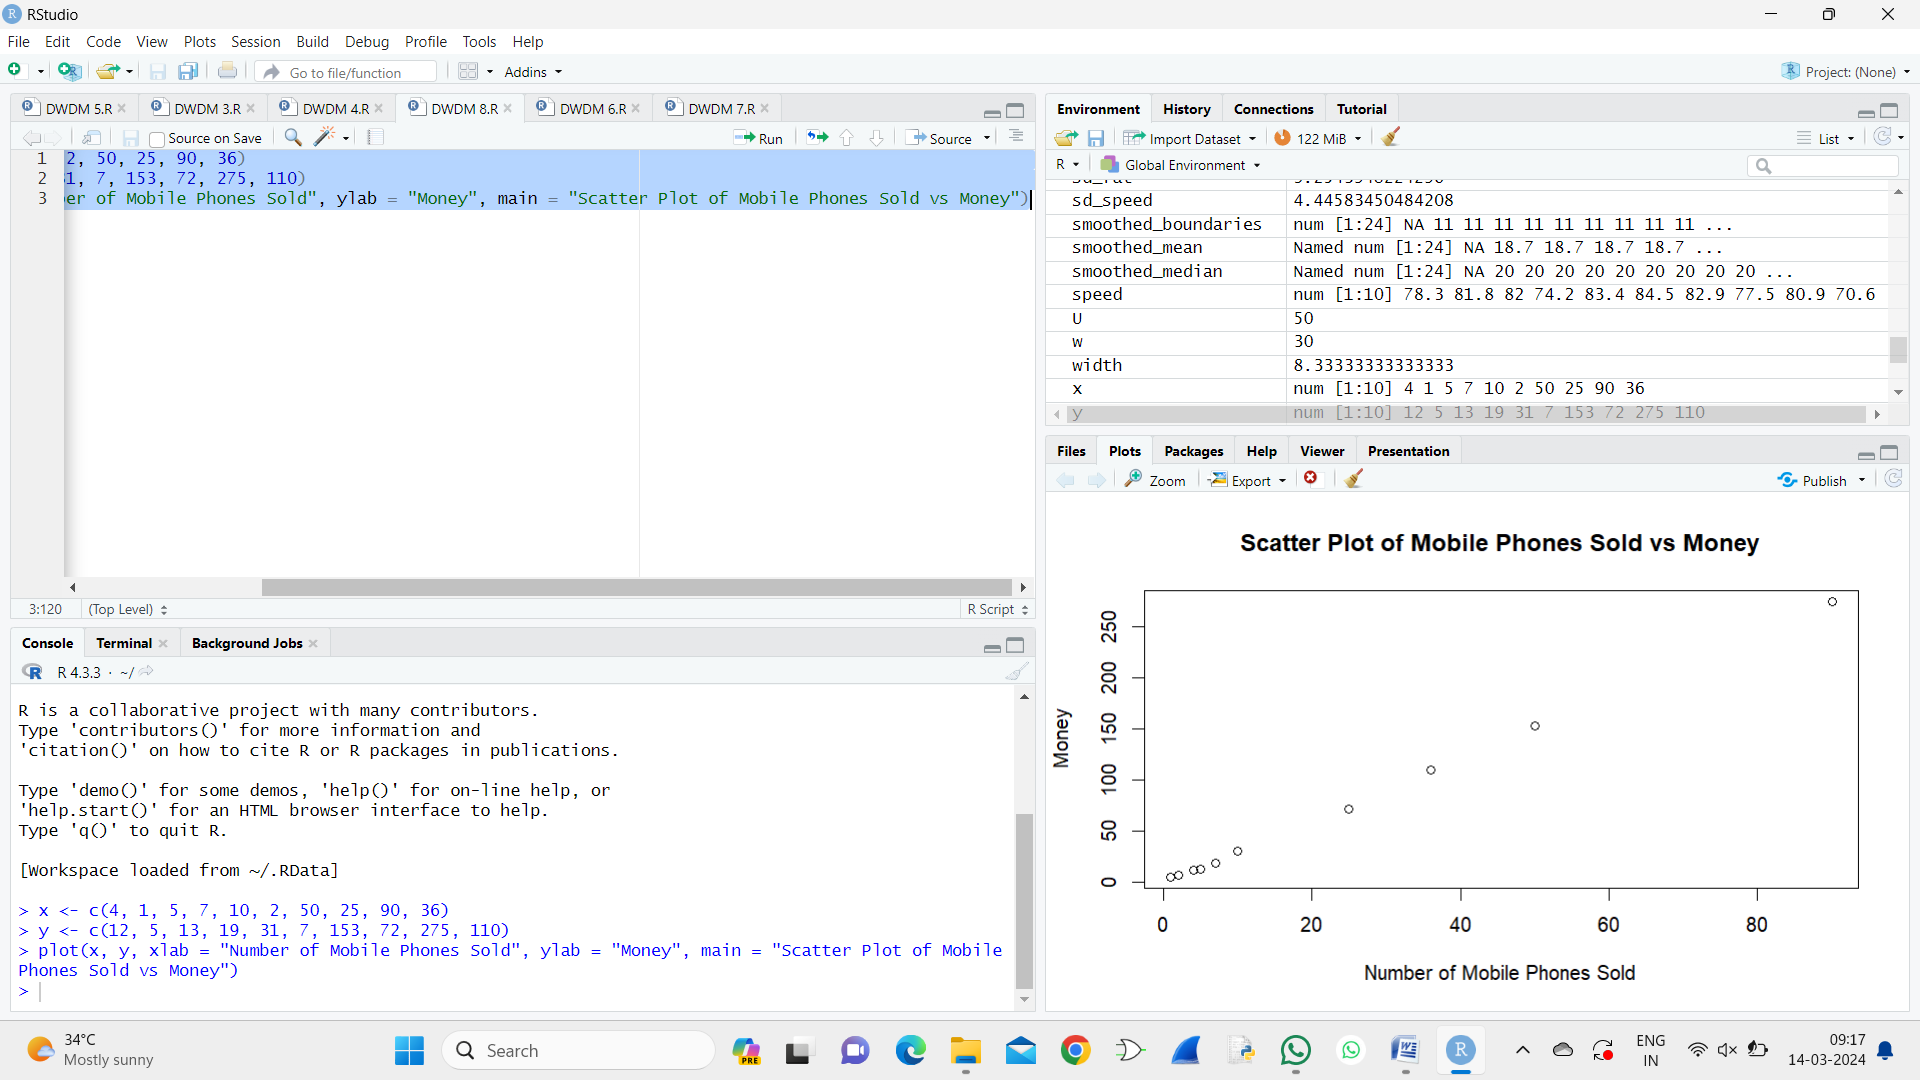 RStudio
File Edit Code View Plots Session Build Debug Profile Tools Help
Go to file/function Addins Project: (None)
DWDM 5.R DWDM 3.R DWDM 4.R DWDM 8.R DWDM 6.R DWDM 7.R
Source on Save Run Source
1 2, 50, 25, 90, 36)
2 1, 7, 153, 72, 275, 110)
3 er of Mobile Phones Sold", ylab = "Money", main = "Scatter Plot of Mobile Phones Sold vs Money")
3:120 (Top Level) R Script
Console Terminal Background Jobs
R 4.3.3 · ~/
R is a collaborative project with many contributors.
Type 'contributors()' for more information and
'citation()' on how to cite R or R packages in publications.
Type 'demo()' for some demos, 'help()' for on-line help, or
'help.start()' for an HTML browser interface to help.
Type 'q()' to quit R.
[Workspace loaded from ~/.RData]
> x <- c(4, 1, 5, 7, 10, 2, 50, 25, 90, 36)
> y <- c(12, 5, 13, 19, 31, 7, 153, 72, 275, 110)
> plot(x, y, xlab = "Number of Mobile Phones Sold", ylab = "Money", main = "Scatter Plot of Mobile
Phones Sold vs Money")
>
Environment History Connections Tutorial
Import Dataset 122 MiB List
R Global Environment
sd_speed 4.44583450484208
smoothed_boundaries num [1:24] NA 11 11 11 11 11 11 11 11 11 ...
smoothed_mean Named num [1:24] NA 18.7 18.7 18.7 18.7 ...
smoothed_median Named num [1:24] NA 20 20 20 20 20 20 20 20 20 ...
speed num [1:10] 78.3 81.8 82 74.2 83.4 84.5 82.9 77.5 80.9 70.6
U 50
w 30
width 8.33333333333333
x num [1:10] 4 1 5 7 10 2 50 25 90 36
y num [1:10] 12 5 13 19 31 7 153 72 275 110
Files Plots Packages Help Viewer Presentation
Zoom Export Publish
Scatter Plot of Mobile Phones Sold vs Money
Money
250
200
150
100
50
0
0 20 40 60 80
Number of Mobile Phones Sold
34°C
Mostly sunny
Search
PRE
ENG
IN
09:17
14-03-2024